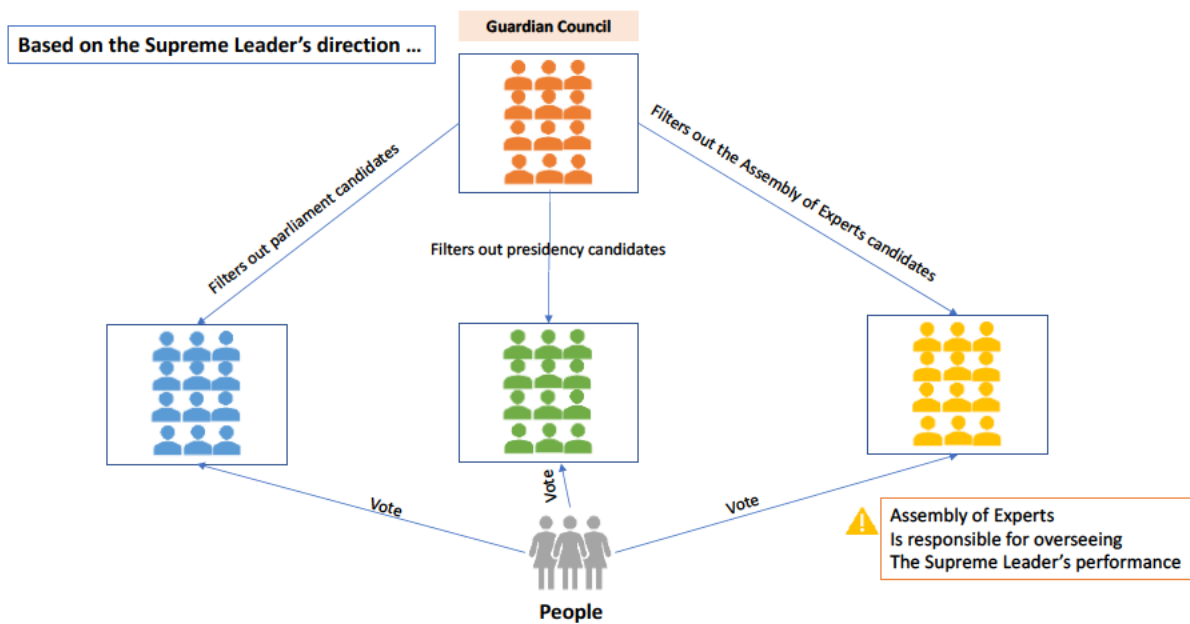 Guardian Council
Based on the Supreme Leader's direction ...
Filters out parliament candidates
Filters out presidency candidates
Filters out the Assembly of Experts candidates
Vote
Vote
Vote
People
Assembly of Experts
Is responsible for overseeing
The Supreme Leader's performance